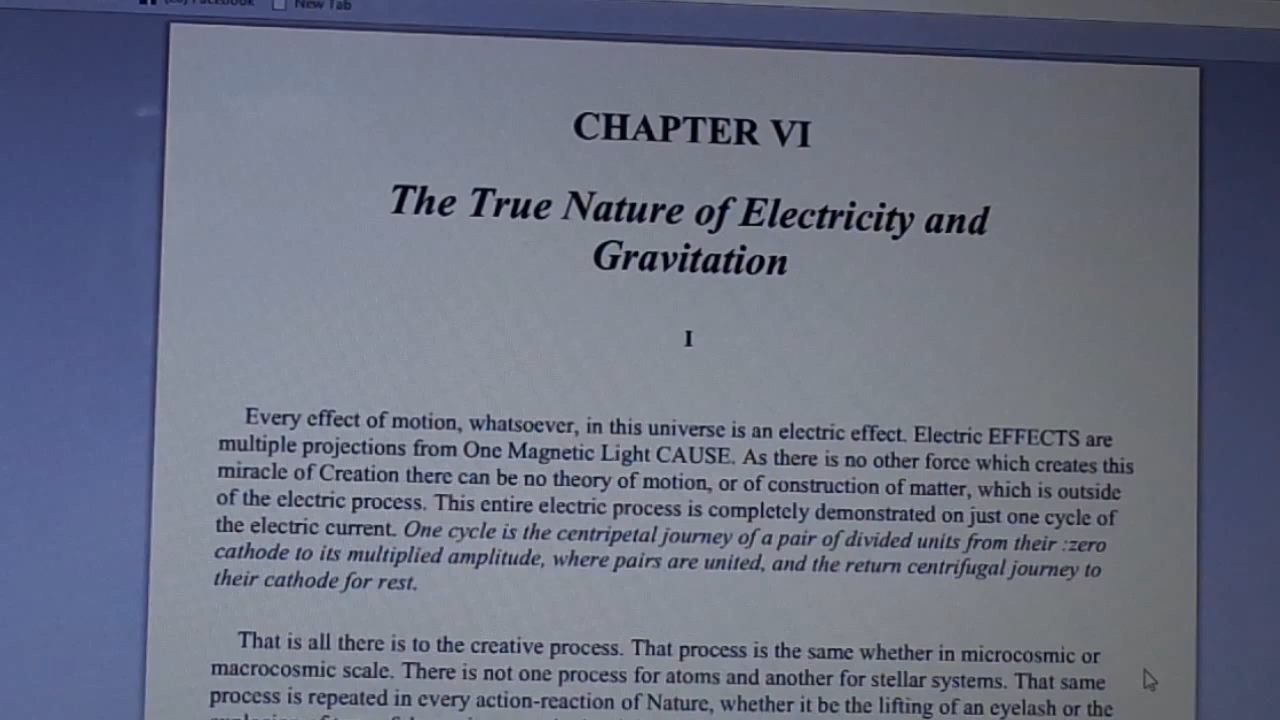 Facebook New Tab
CHAPTER VI
The True Nature of Electricity and
Gravitation
I
Every effect of motion, whatsoever, in this universe is an electric effect. Electric EFFECTS are
multiple projections from One Magnetic Light CAUSE. As there is no other force which creates this
miracle of Creation there can be no theory of motion, or of construction of matter, which is outside
of the electric process. This entire electric process is completely demonstrated on just one cycle of
the electric current. One cycle is the centripetal journey of a pair of divided units from their :zero
cathode to its multiplied amplitude, where pairs are united, and the return centrifugal journey to
their cathode for rest.
That is all there is to the creative process. That process is the same whether in microcosmic or
macrocosmic scale. There is not one process for atoms and another for stellar systems. That same
process is repeated in every action-reaction of Nature, whether it be the lifting of an eyelash or the